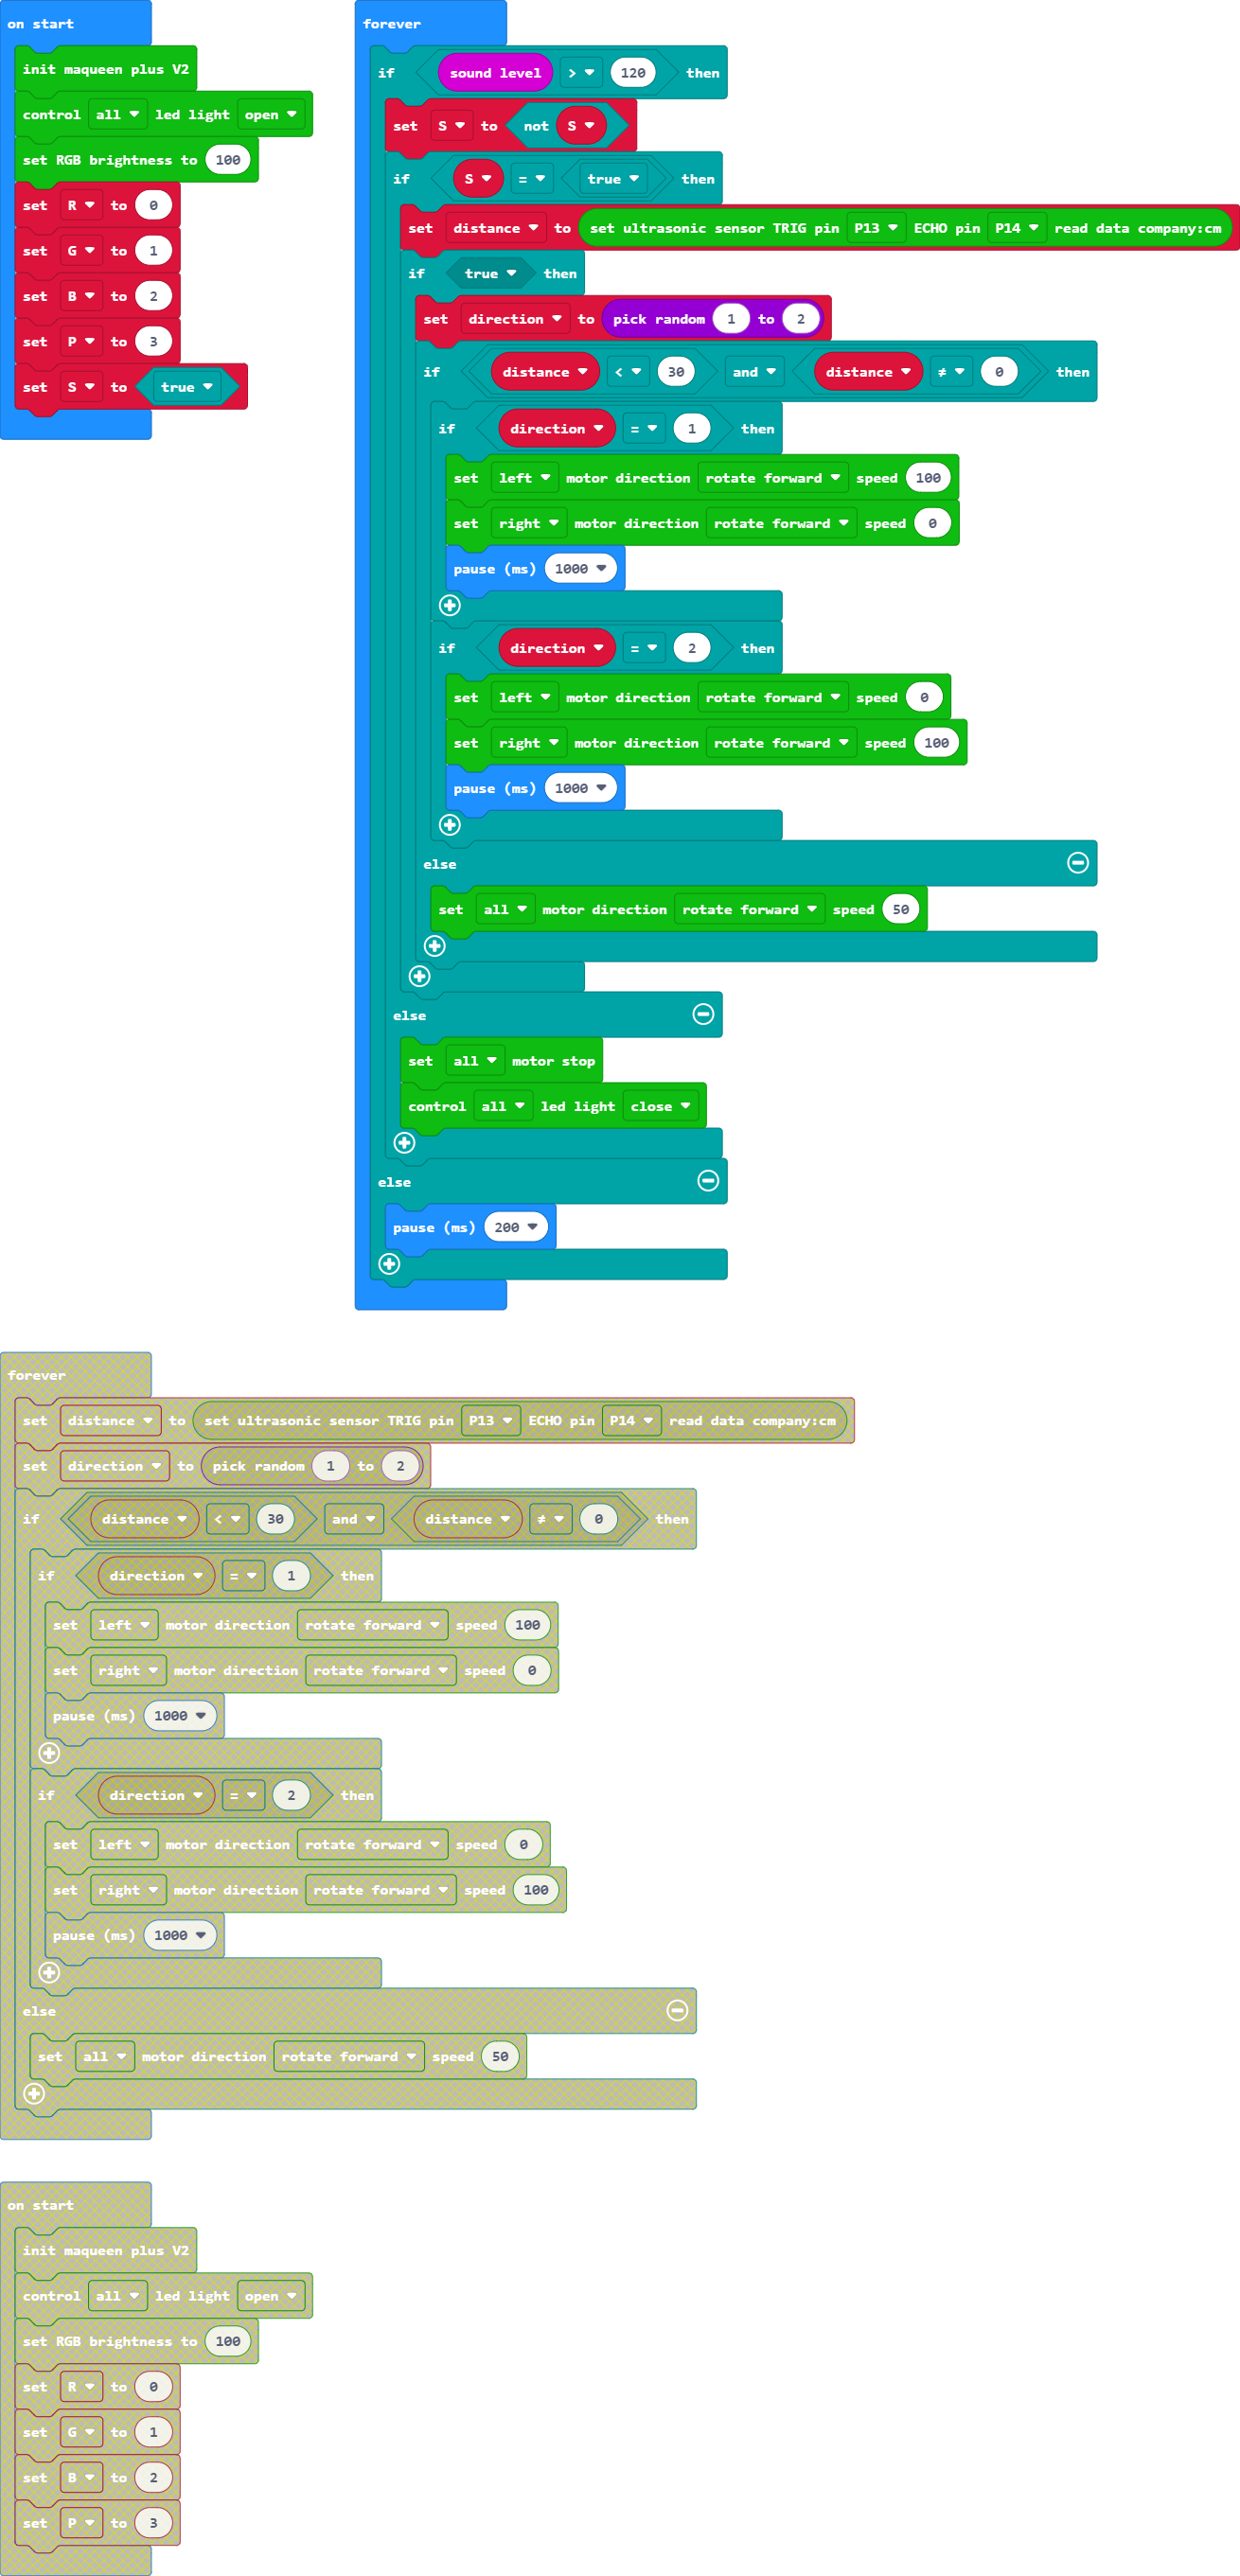 on start
init maqueen plus V2
control all led light open
set RGB brightness to 100
set R to 0
set G to 1
set B to 2
set P to 3
set S to true
forever
if sound level > 120 then
set S to not S
if S = true then
set distance to set ultrasonic sensor TRIG pin P13 ECHO pin P14 read data company:cm
if true then
set direction to pick random 1 to 2
if distance < 30 and distance ≠ 0 then
if direction = 1 then
set left motor direction rotate forward speed 100
set right motor direction rotate forward speed 0
pause (ms) 1000
if direction = 2 then
set left motor direction rotate forward speed 0
set right motor direction rotate forward speed 100
pause (ms) 1000
else
set all motor direction rotate forward speed 50
else
set all motor stop
control all led light close
else
pause (ms) 200
forever
set distance to set ultrasonic sensor TRIG pin P13 ECHO pin P14 read data company:cm
set direction to pick random 1 to 2
if distance < 30 and distance ≠ 0 then
if direction = 1 then
set left motor direction rotate forward speed 100
set right motor direction rotate forward speed 0
pause (ms) 1000
if direction = 2 then
set left motor direction rotate forward speed 0
set right motor direction rotate forward speed 100
pause (ms) 1000
else
set all motor direction rotate forward speed 50
on start
init maqueen plus V2
control all led light open
set RGB brightness to 100
set R to 0
set G to 1
set B to 2
set P to 3